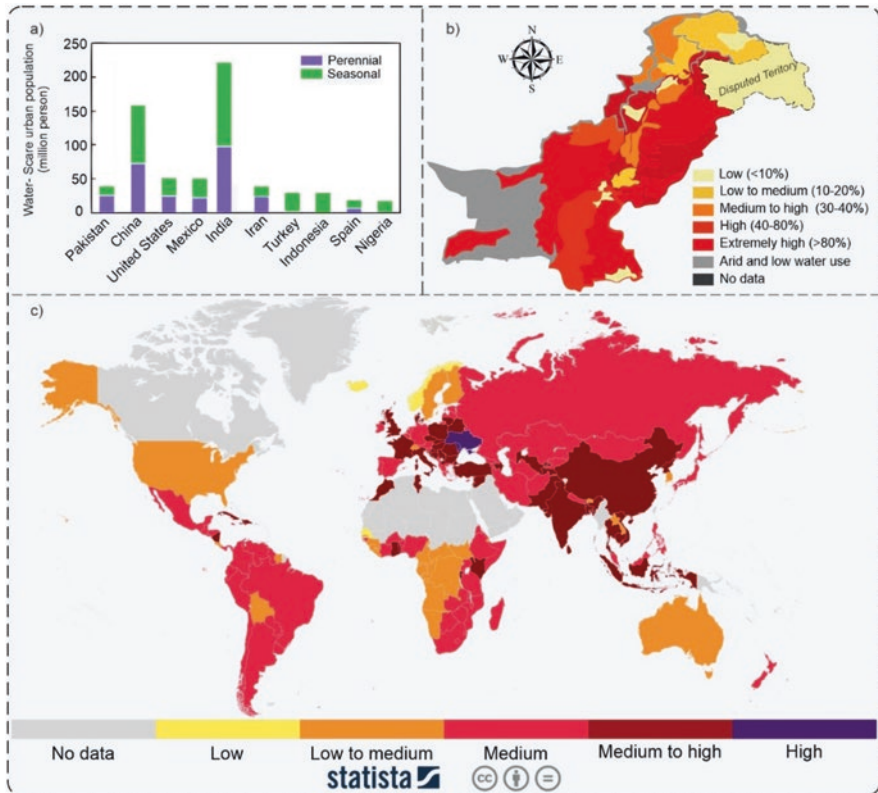 a)
250
200
150
100
50
0
Water- Scare urban population
(million person)
Perennial
Seasonal
Pakistan
China
United States
Mexico
India
Iran
Turkey
Indonesia
Spain
Nigeria
b)
N
W E
S
Disputed Territory
Low (<10%)
Low to medium (10-20%)
Medium to high (30-40%)
High (40-80%)
Extremely high (>80%)
Arid and low water use
No data
c)
No data
Low
Low to medium
Medium
Medium to high
High
statista
cc